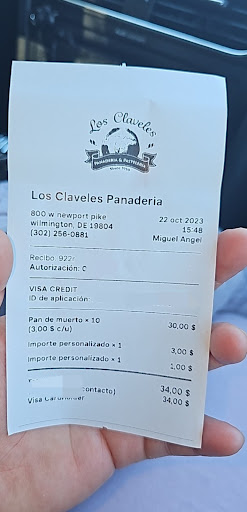 Los Claveles
PANADERIA & PASTELERIA
Los Claveles Panaderia
800 w newport pike
wilmington, DE 19804
(302) 256-0881
22 oct 2023
15:48
Miguel Angel
Recibo: 922
Autorización: C
VISA CREDIT
ID de aplicación:
Pan de muerto × 10 30,00 $
(3,00 $ c/u)
Importe personalizado × 1 3,00 $
Importe personalizado × 1 1,00 $
34,00 $
contacto)
Visa 34,00 $